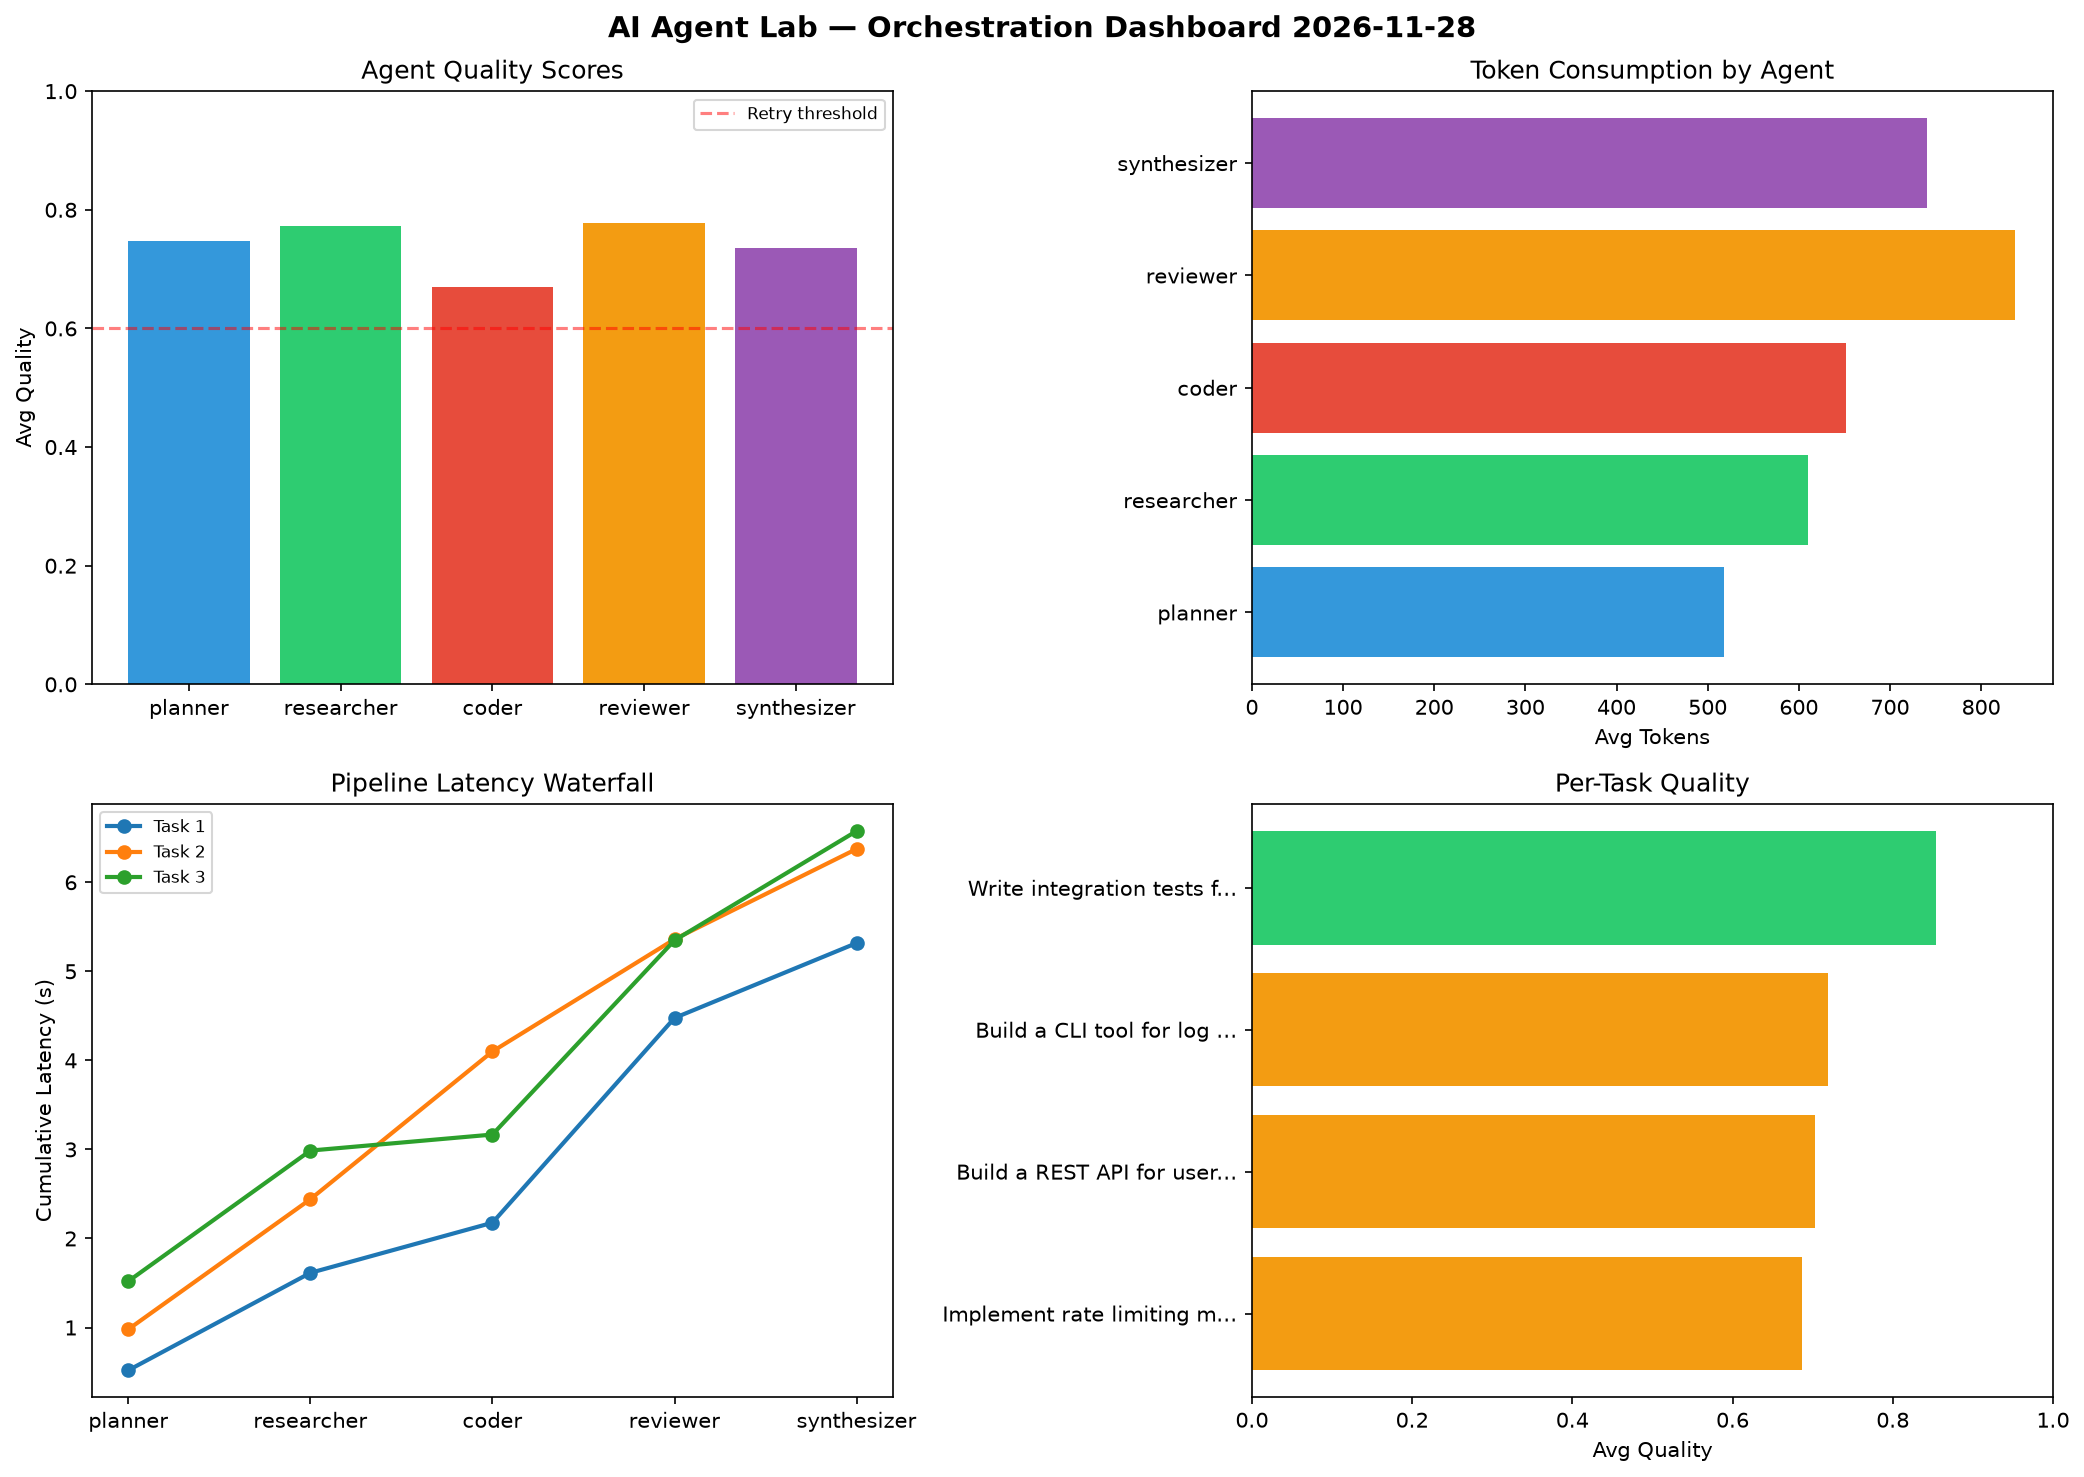 AI Agent Lab — Orchestration Dashboard 2026-11-28
Agent Quality Scores
Retry threshold
Avg Quality
1.0
0.8
0.6
0.4
0.2
0.0
planner researcher coder reviewer synthesizer
Token Consumption by Agent
synthesizer
reviewer
coder
researcher
planner
0 100 200 300 400 500 600 700 800
Avg Tokens
Pipeline Latency Waterfall
Task 1
Task 2
Task 3
Cumulative Latency (s)
6
5
4
3
2
1
planner researcher coder reviewer synthesizer
Per-Task Quality
Write integration tests f...
Build a CLI tool for log ...
Build a REST API for user...
Implement rate limiting m...
0.0 0.2 0.4 0.6 0.8 1.0
Avg Quality